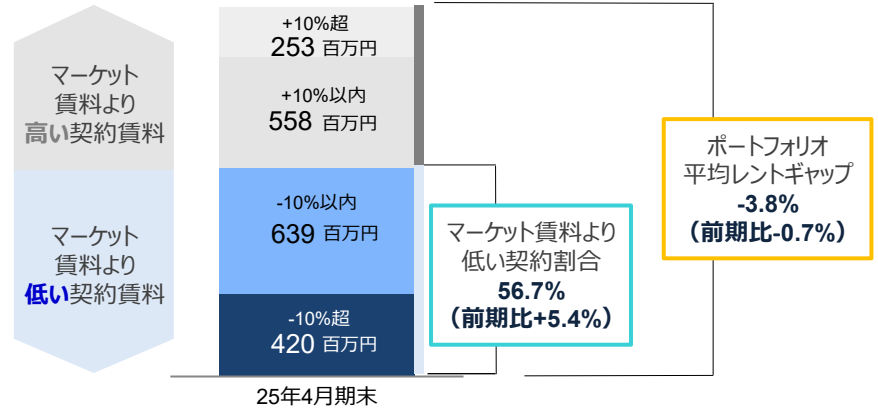 マーケット
賃料より
高い契約賃料
マーケット
賃料より
低い契約賃料
+10%超
253 百万円
+10%以内
558 百万円
-10%以内
639 百万円
-10%超
420 百万円
25年4月期末
マーケット賃料より
低い契約割合
56.7%
（前期比+5.4%）
ポートフォリオ
平均レントギャップ
-3.8%
（前期比-0.7%）